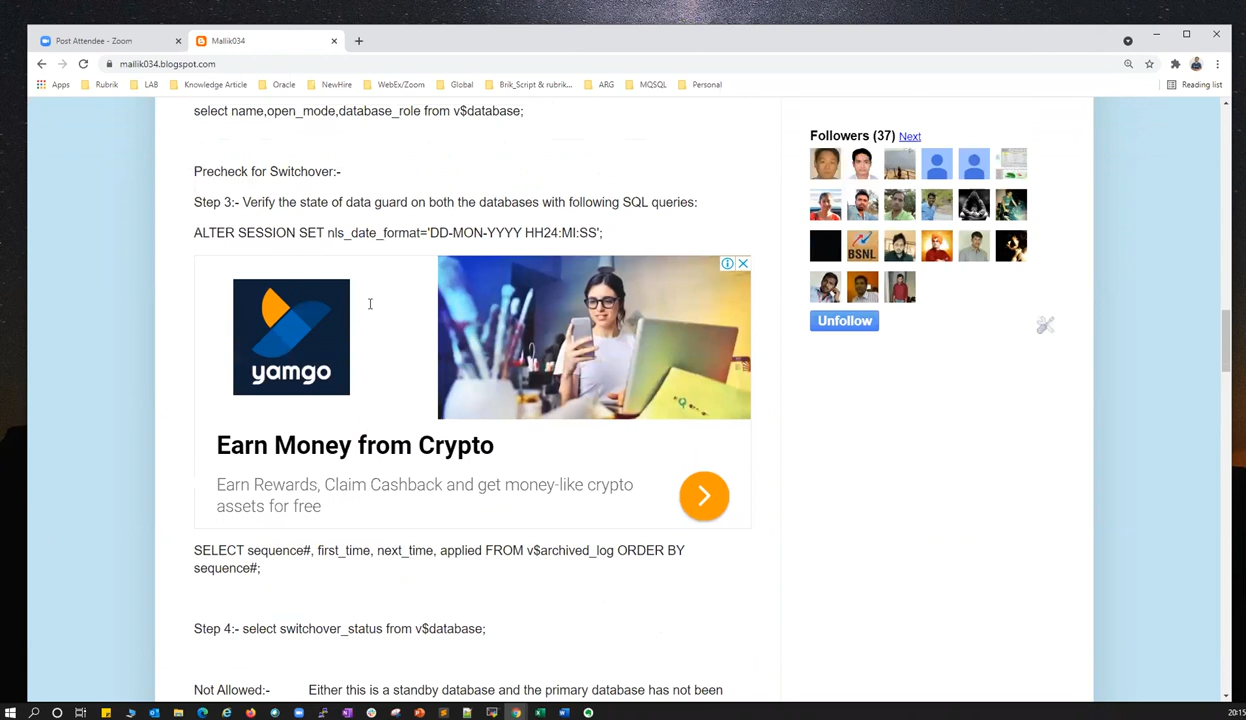 Post Attendee - Zoom
Mallik034
mallik034.blogspot.com
Apps
Rubrik
LAB
Knowledge Article
Oracle
NewHire
WebEx/Zoom
Global
Brik_Script & rubrik...
ARG
MQSQL
Personal
Reading list
select name,open_mode,database_role from v$database;
Precheck for Switchover:-
Step 3:- Verify the state of data guard on both the databases with following SQL queries:
ALTER SESSION SET nls_date_format='DD-MON-YYYY HH24:MI:SS';
yamgo
Earn Money from Crypto
Earn Rewards, Claim Cashback and get money-like crypto
assets for free
SELECT sequence#, first_time, next_time, applied FROM v$archived_log ORDER BY
sequence#;
Step 4:- select switchover_status from v$database;
Not Allowed:- Either this is a standby database and the primary database has not been
Followers (37) Next
BSNL
Unfollow
20:15